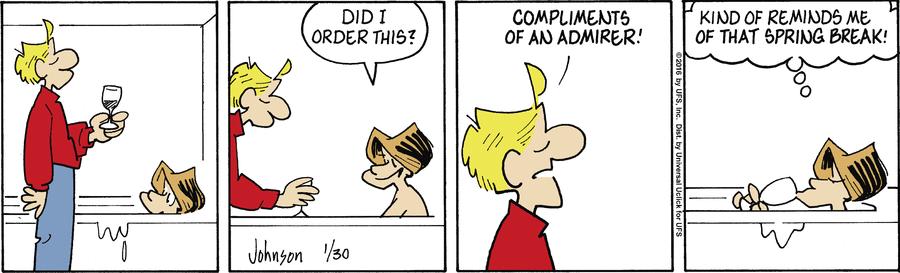 DID I
ORDER THIS?
Johnson 1/30
COMPLIMENTS
OF AN ADMIRER!
©2016 by UFS, Inc. Dist. by Universal Uclick for UFS
KIND OF REMINDS ME
OF THAT SPRING BREAK!